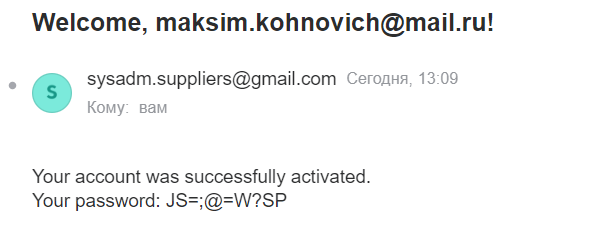 Welcome, maksim.kohnovich@mail.ru!
S
sysadm.suppliers@gmail.com Сегодня, 13:09
Кому: вам
Your account was successfully activated.
Your password: JS=;@=W?SP